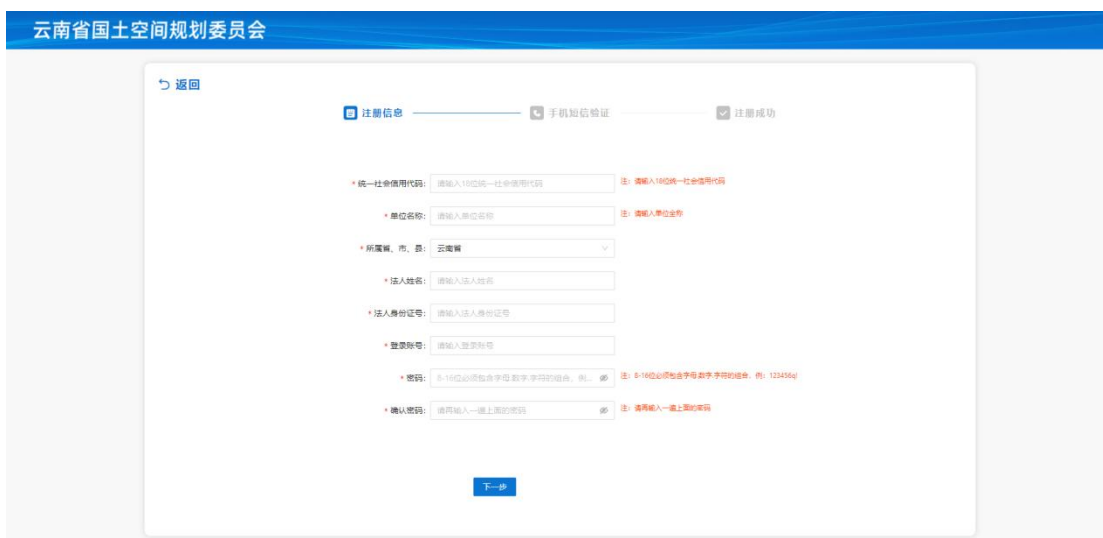 云南省国土空间规划委员会
返回
注册信息 手机短信验证 注册成功
* 统一社会信用代码: 请输入18位统一社会信用代码 注: 请输入18位统一社会信用代码
* 单位名称: 请输入单位名称 注: 请输入单位全称
* 所属省、市、县: 云南省
* 法人姓名: 请输入法人姓名
* 法人身份证号: 请输入法人身份证号
* 登录账号: 请输入登录账号
* 密码: 8-16位必须包含字母,数字,字符的组合, 例... 注: 8-16位必须包含字母,数字,字符的组合, 例: 123456a/
* 确认密码: 请再输入一遍上面的密码 注: 请再输入一遍上面的密码
下一步